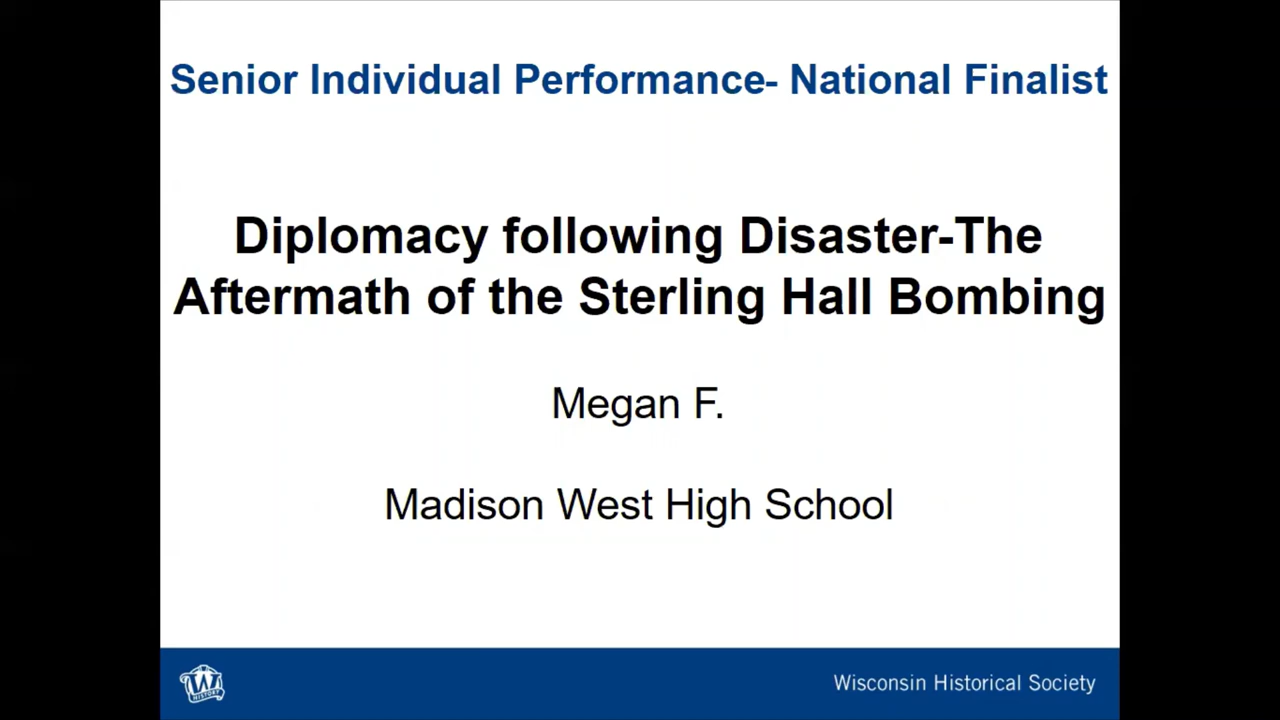 Senior Individual Performance- National Finalist
Diplomacy following Disaster-The
Aftermath of the Sterling Hall Bombing
Megan F.
Madison West High School
W
HISTORY
Wisconsin Historical Society